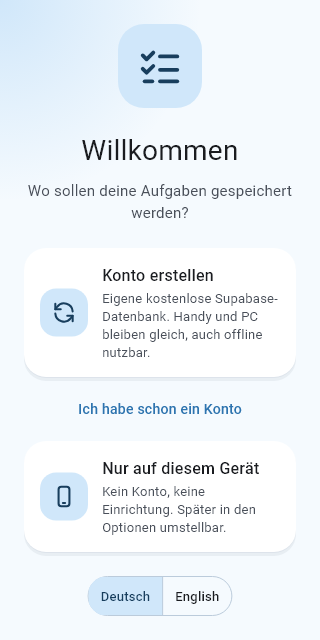 Willkommen
Wo sollen deine Aufgaben gespeichert
werden?
Konto erstellen
Eigene kostenlose Supabase-
Datenbank. Handy und PC
bleiben gleich, auch offline
nutzbar.
Ich habe schon ein Konto
Nur auf diesem Gerät
Kein Konto, keine
Einrichtung. Später in den
Optionen umstellbar.
Deutsch English